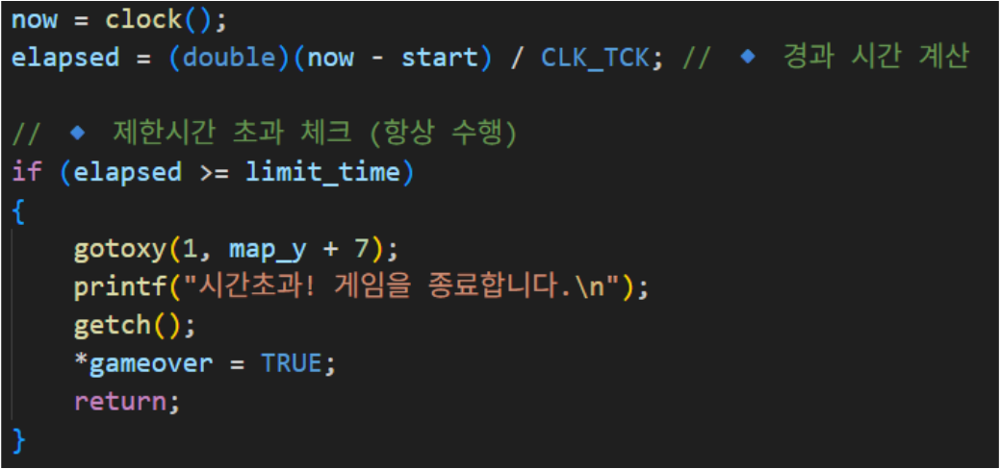 now = clock();
elapsed = (double)(now - start) / CLK_TCK; // 🔹 경과 시간 계산
// 🔹 제한시간 초과 체크 (항상 수행)
if (elapsed >= limit_time)
{
gotoxy(1, map_y + 7);
printf("시간초과! 게임을 종료합니다.\n");
getch();
*gameover = TRUE;
return;
}